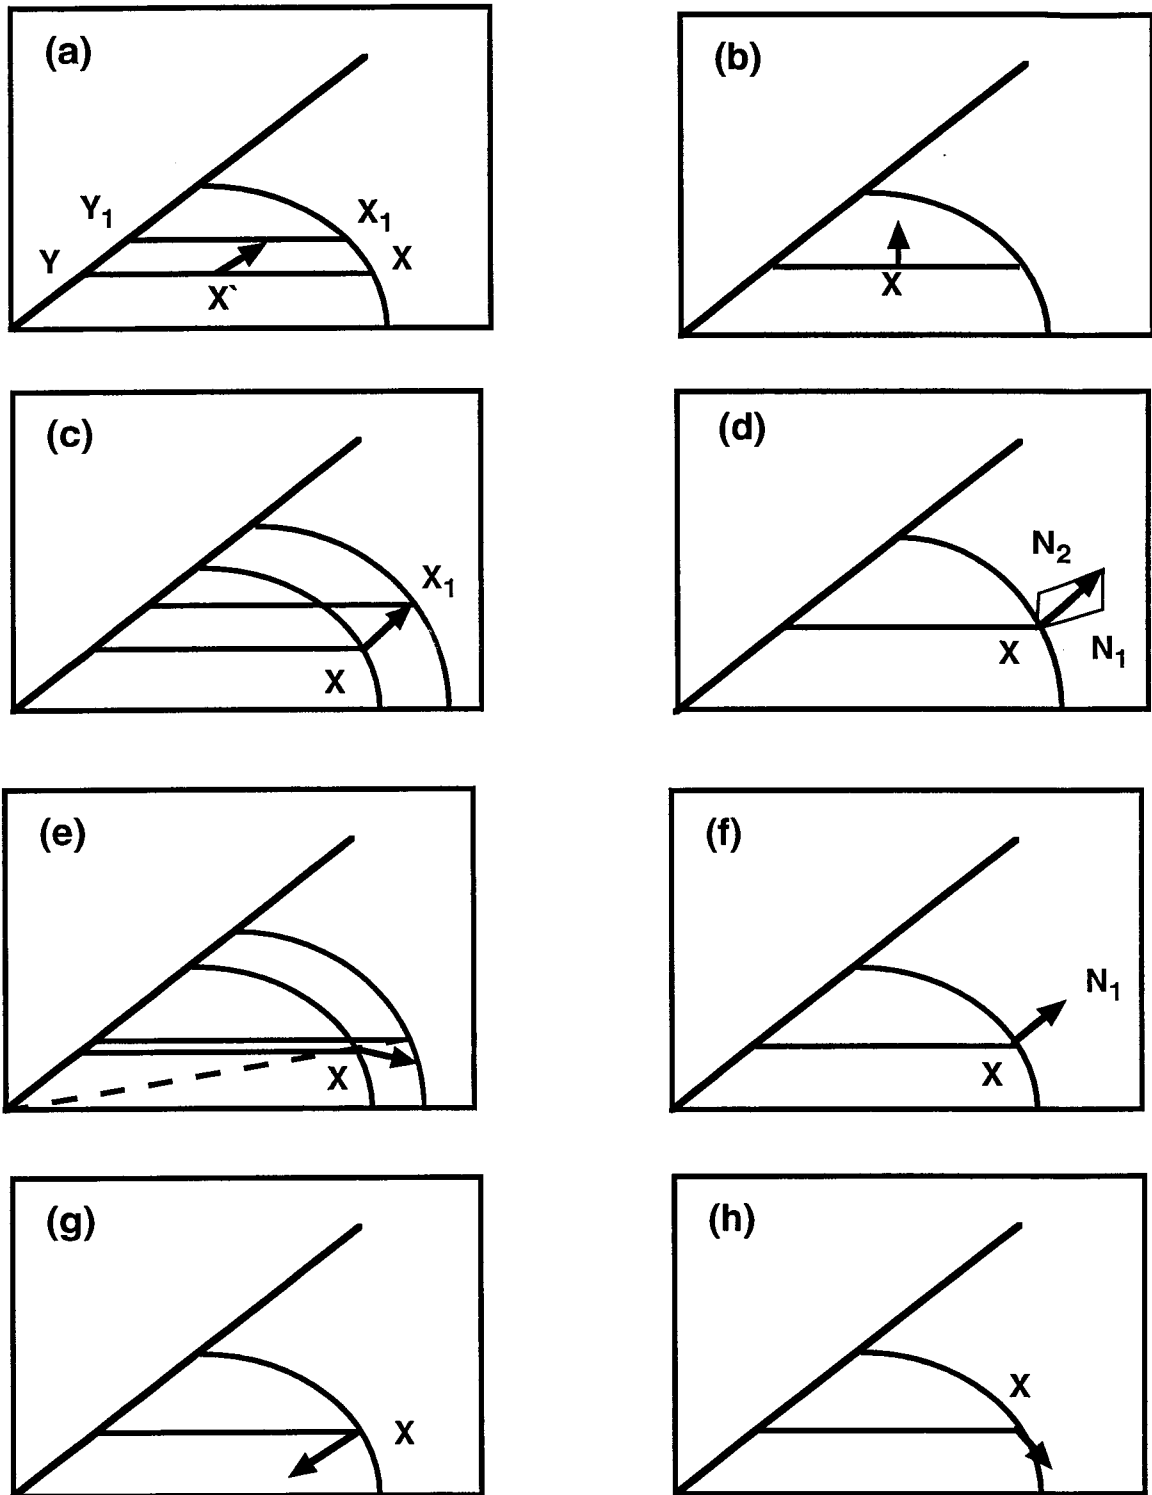 (a)
Y₁
X₁
Y
X
X`
(b)
X
(c)
X₁
X
(d)
N₂
X
N₁
(e)
X
(f)
N₁
X
(g)
X
(h)
X